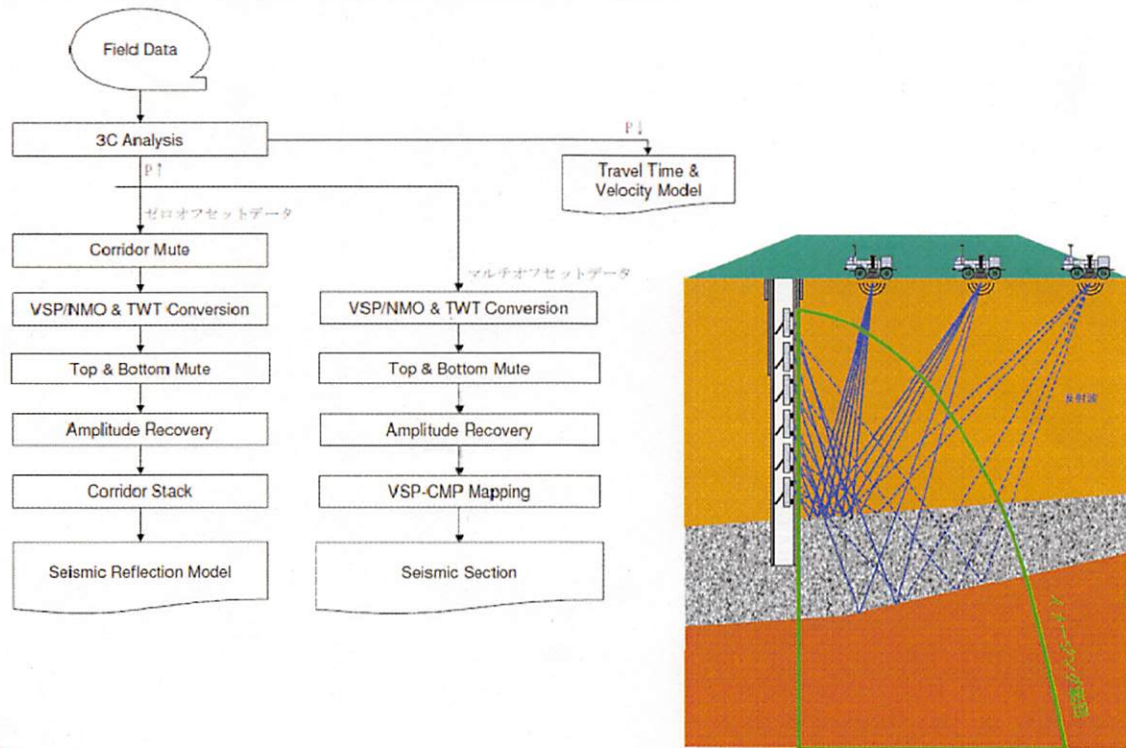 Field Data
3C Analysis
P↓
Travel Time &
Velocity Model
P↑
ゼロオフセットデータ
Corridor Mute
VSP/NMO & TWT Conversion
Top & Bottom Mute
Amplitude Recovery
Corridor Stack
Seismic Reflection Model
マルチオフセットデータ
VSP/NMO & TWT Conversion
Top & Bottom Mute
Amplitude Recovery
VSP-CMP Mapping
Seismic Section
反射波